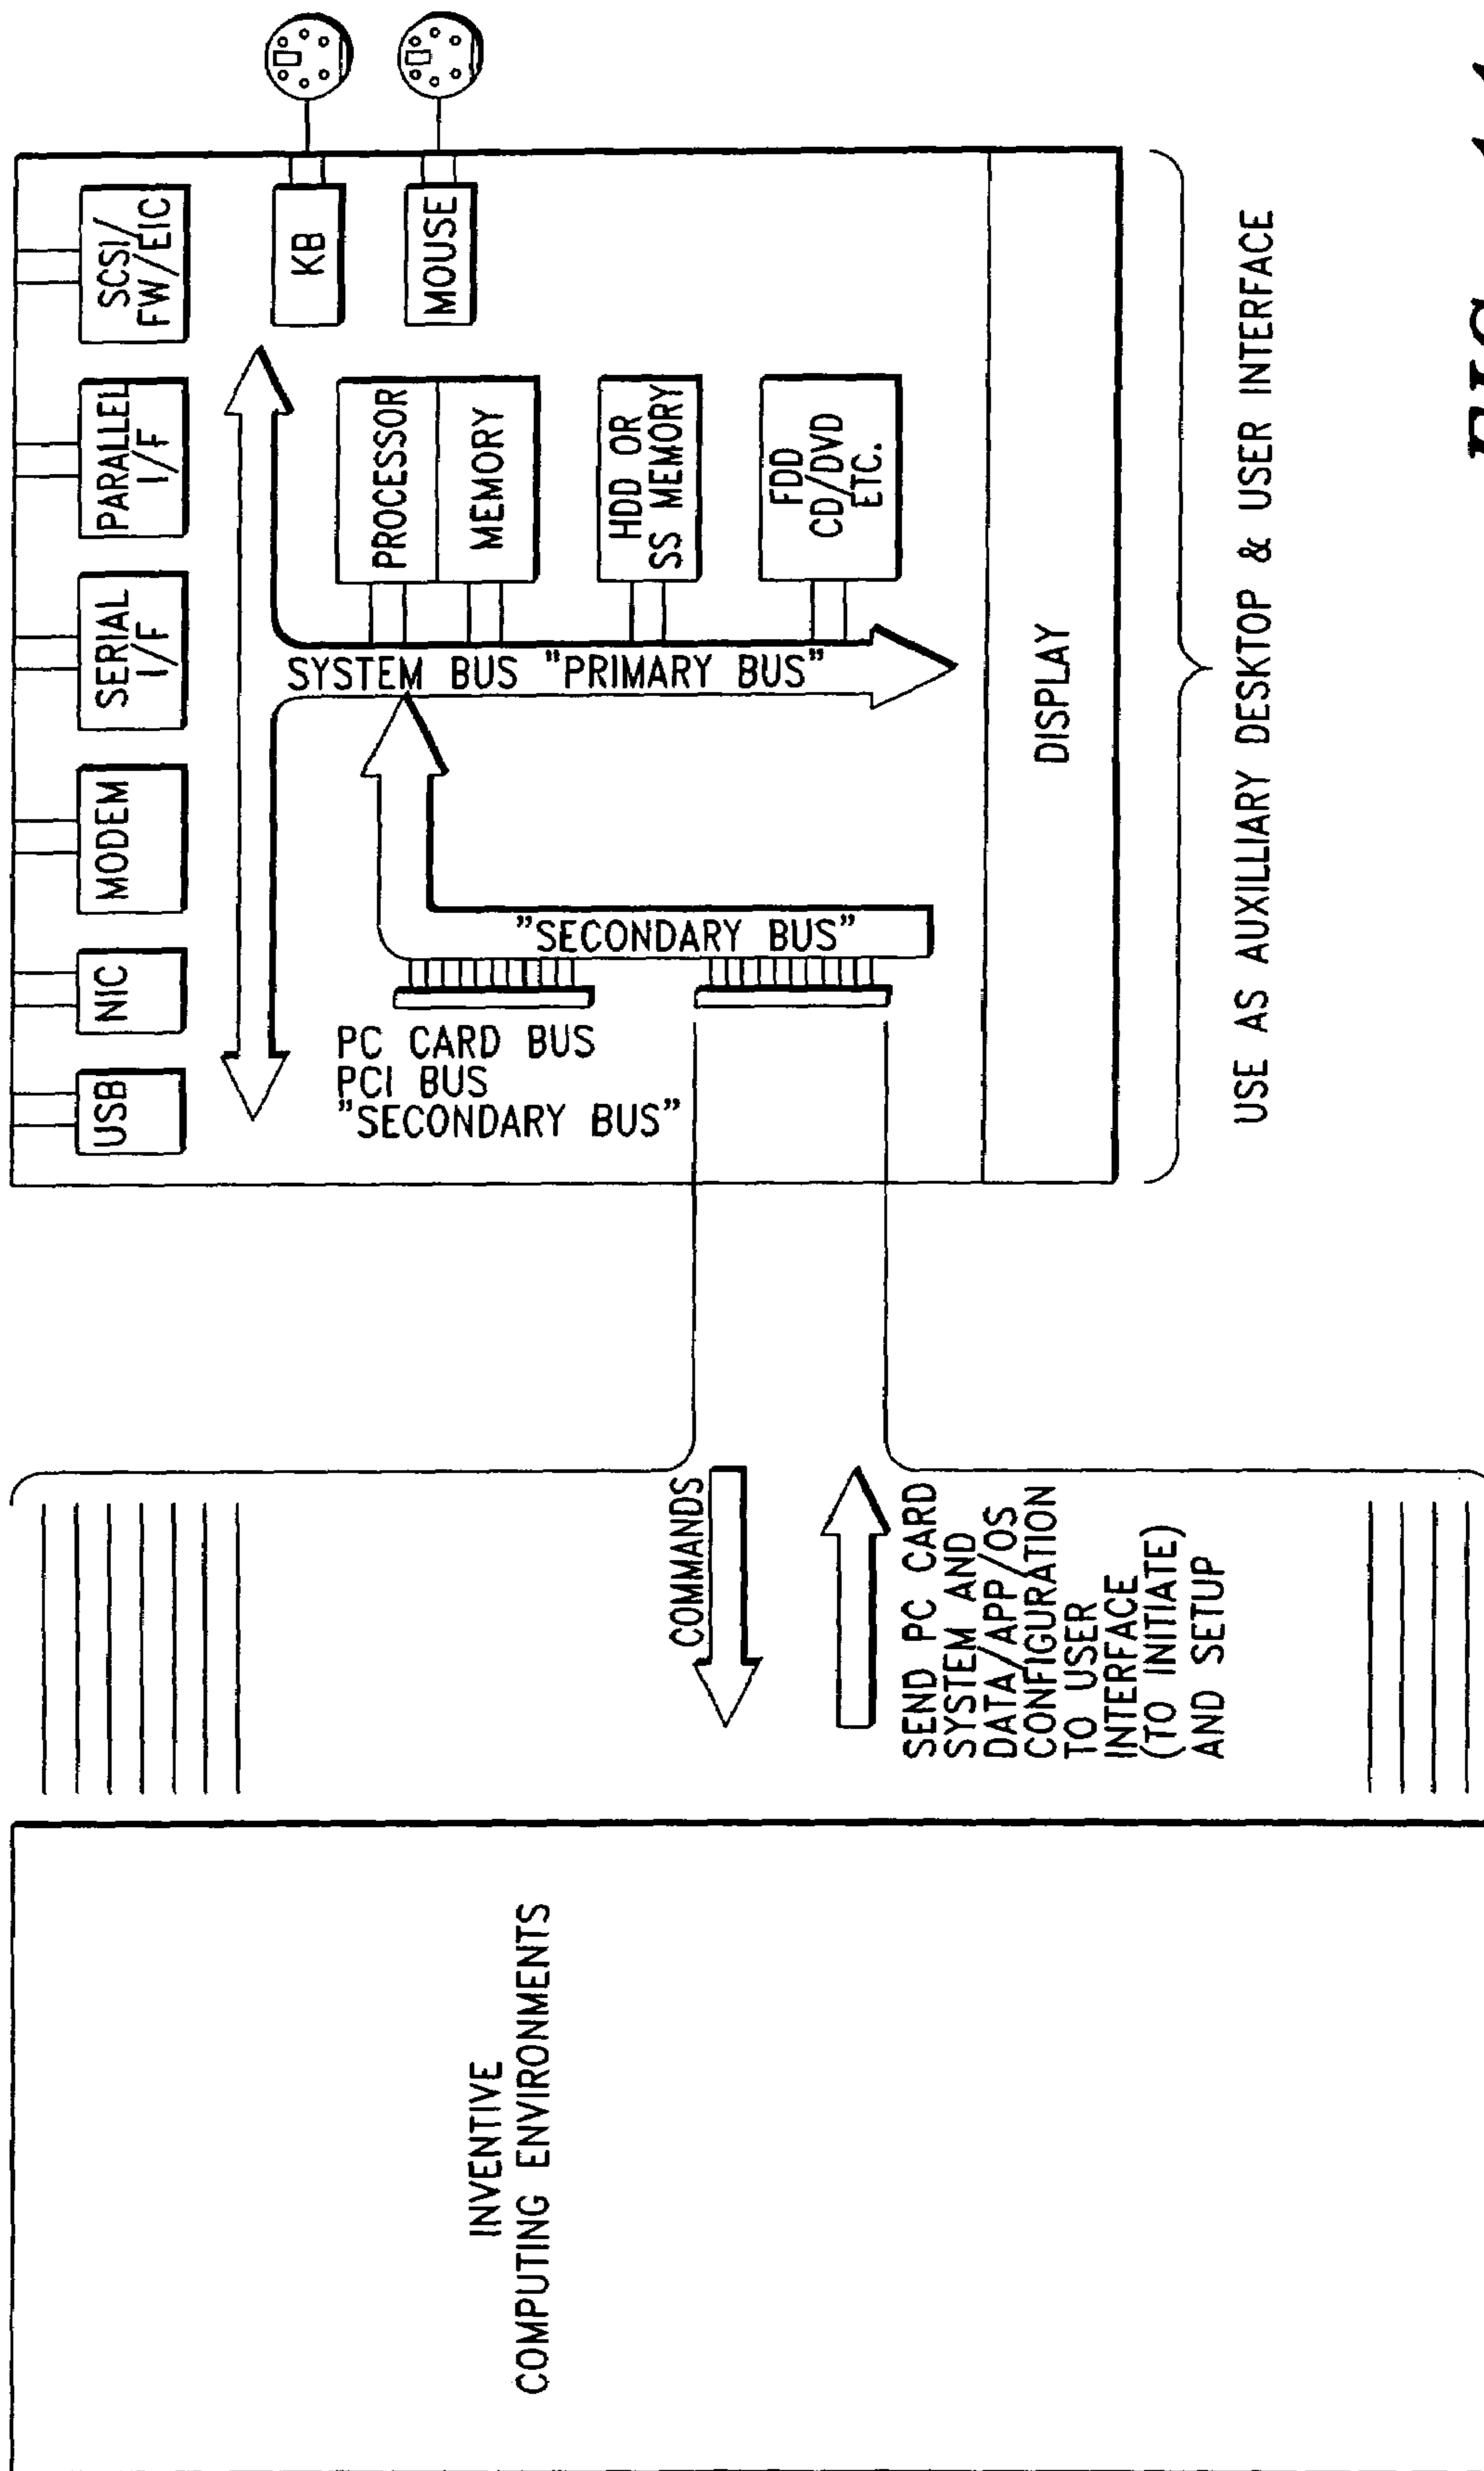 INVENTIVE
COMPUTING ENVIRONMENTS
COMMANDS
SEND PC CARD
SYSTEM AND
DATA/APP/OS
CONFIGURATION
TO USER
INTERFACE
(TO INITIATE)
AND SETUP
USB
NIC
MODEM
SERIAL
I/F
PARALLEL
I/F
SCSI/
FW/EIC
KB
MOUSE
PROCESSOR
MEMORY
HDD OR
SS MEMORY
FDD
CD/DVD
ETC.
SYSTEM BUS "PRIMARY BUS"
"SECONDARY BUS"
PC CARD BUS
PCI BUS
"SECONDARY BUS"
DISPLAY
USE AS AUXILLIARY DESKTOP & USER INTERFACE